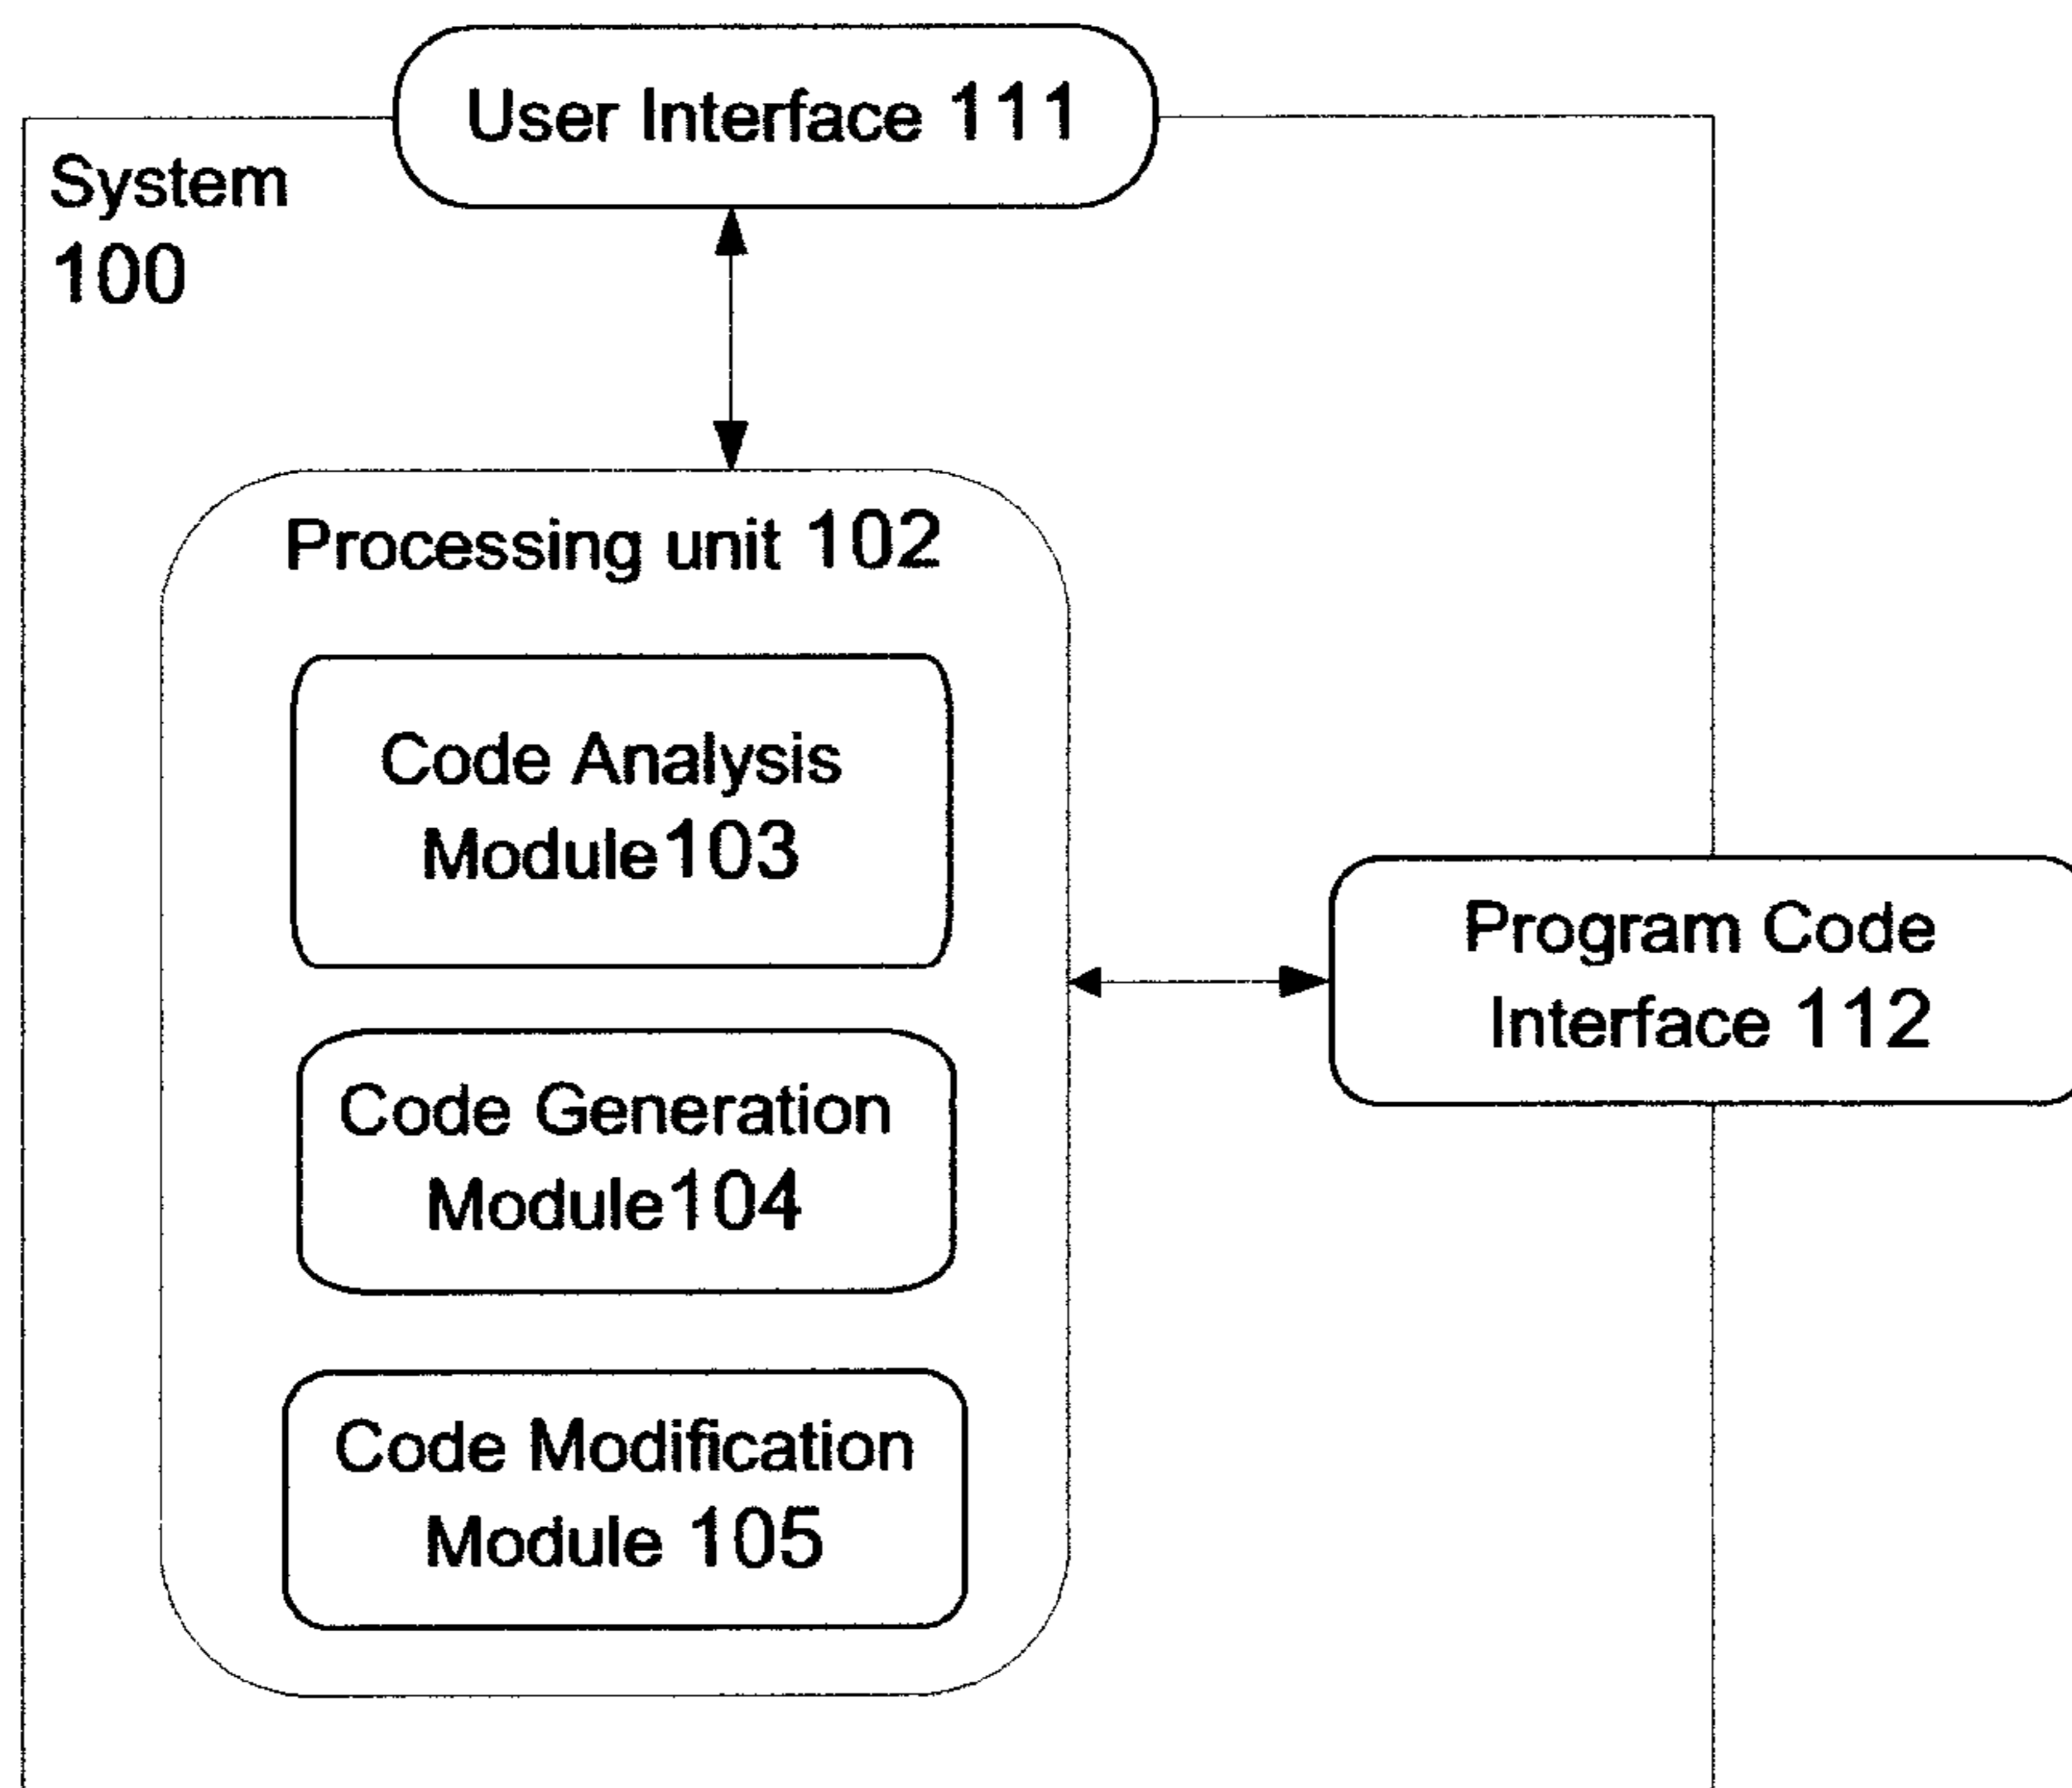 User Interface 111
System
100
Processing unit 102
Code Analysis
Module103
Program Code
Interface 112
Code Generation
Module104
Code Modification
Module 105